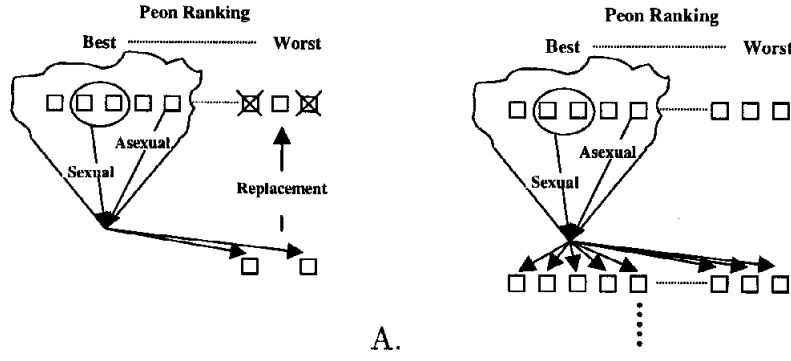 Peon Ranking
Best Worst
Asexual
Sexual
Replacement
Peon Ranking
Best Worst
Asexual
Sexual
A.